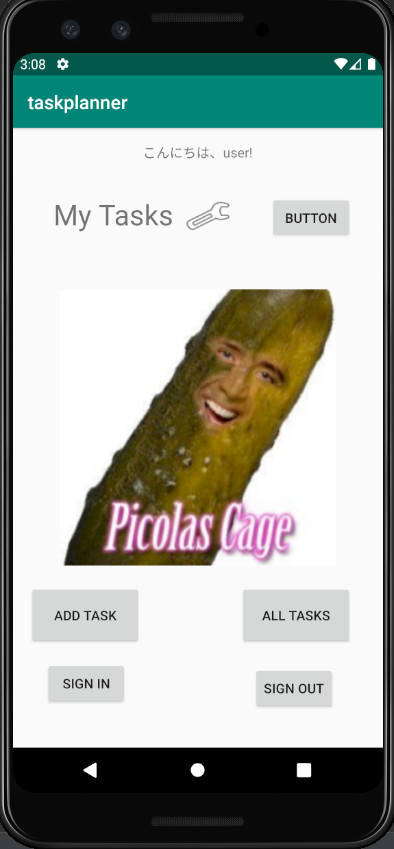 3:08
taskplanner
こんにちは、user!
My Tasks
BUTTON
Picolas Cage
ADD TASK
ALL TASKS
SIGN IN
SIGN OUT